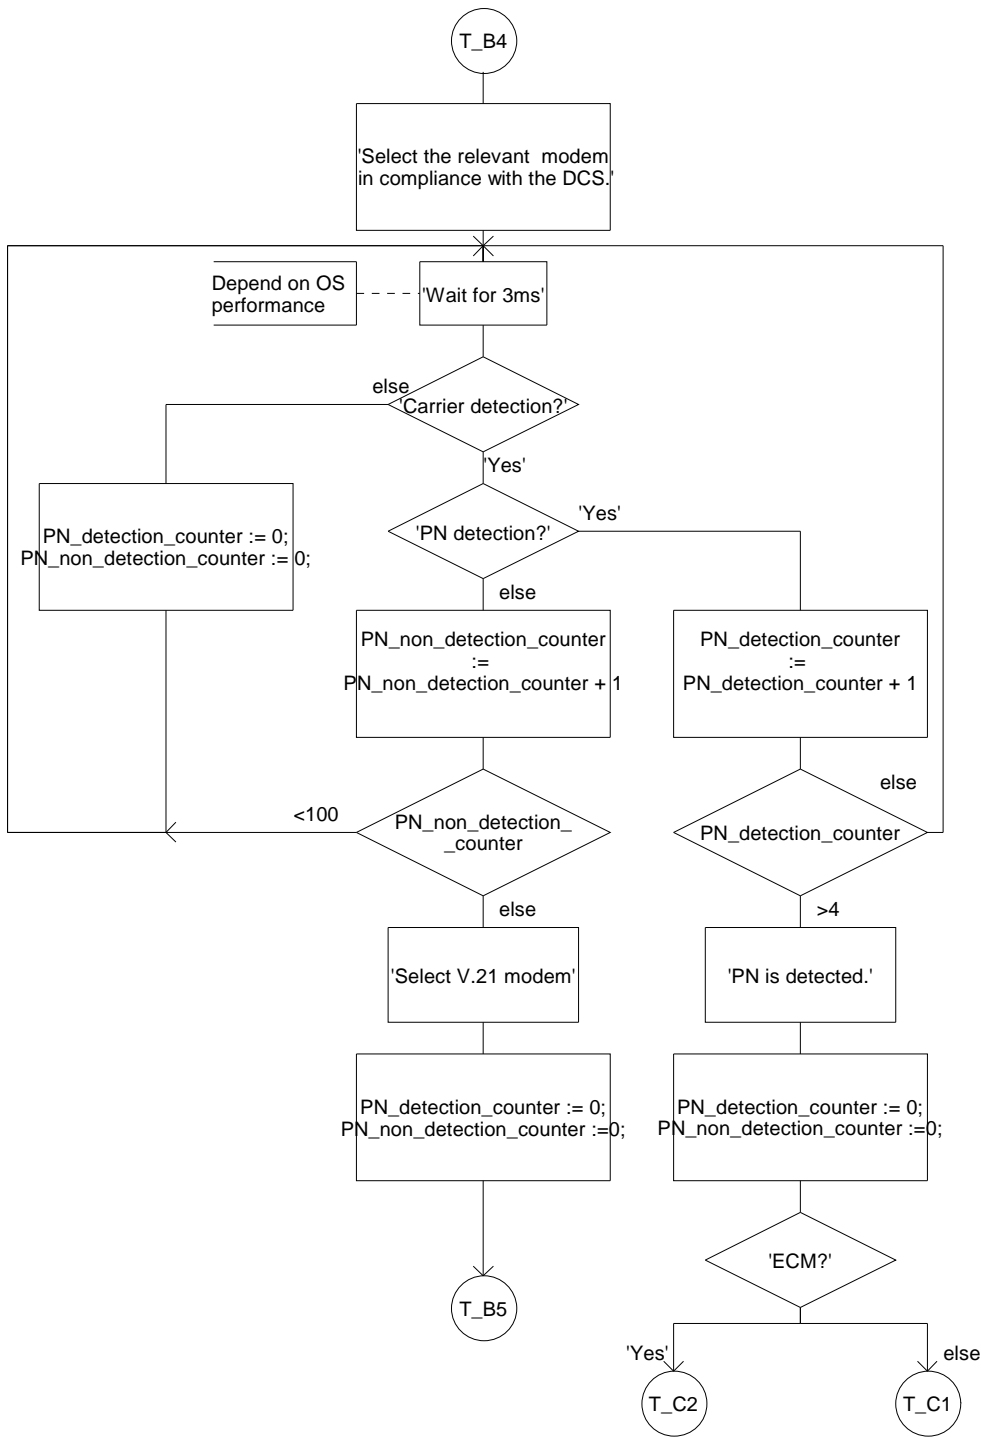 T_B4
'Select the relevant modem
in compliance with the DCS.'
Depend on OS
performance
'Wait for 3ms'
else
'Carrier detection?'
'Yes'
PN_detection_counter := 0;
PN_non_detection_counter := 0;
'PN detection?'
'Yes'
else
PN_non_detection_counter
:=
PN_non_detection_counter + 1
PN_detection_counter
:=
PN_detection_counter + 1
<100
PN_non_detection_
_counter
else
PN_detection_counter
else
>4
'Select V.21 modem'
'PN is detected.'
PN_detection_counter := 0;
PN_non_detection_counter :=0;
PN_detection_counter := 0;
PN_non_detection_counter :=0;
'ECM?'
T_B5
'Yes'
else
T_C2
T_C1